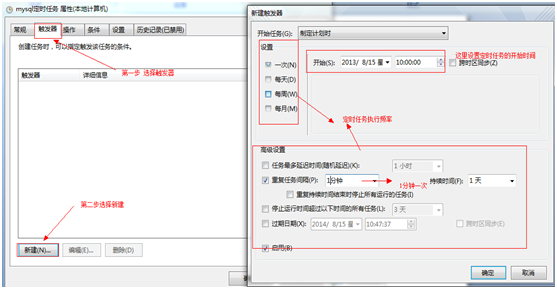 mysql定时任务 属性(本地计算机)
常规 触发器 操作 条件 设置 历史记录(已禁用)
创建任务时，可以指定触发该任务的条件。
触发器 详细信息
第一步 选择触发器
第二步选择新建
新建(N)... 编辑(E)... 删除(D)
新建触发器
开始任务(G): 制定计划时
设置
一次(N)
每天(D)
每周(W)
每月(M)
开始(S): 2013/ 8/15 星 10:00:00 跨时区同步(Z)
这里设置定时任务的开始时间
定时任务执行频率
高级设置
任务最多延迟时间(随机延迟)(K): 1 小时
重复任务间隔(P): 1分钟 1分钟一次 持续时间(F): 1 天
重复持续时间结束时停止所有运行的任务(I)
停止运行时间超过以下时间的所有任务(L): 3 天
过期日期(X): 2014/ 8/15 星 10:47:37 跨时区同步(E)
启用(B)
确定 取消